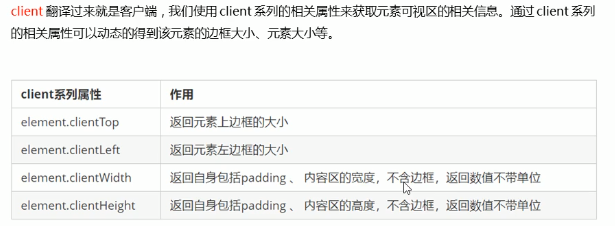 client 翻译过来就是客户端，我们使用 client 系列的相关属性来获取元素可视区的相关信息。通过 client 系列
的相关属性可以动态的得到该元素的边框大小、元素大小等。
client系列属性 作用
element.clientTop 返回元素上边框的大小
element.clientLeft 返回元素左边框的大小
element.clientWidth 返回自身包括padding 、 内容区的宽度，不含边框，返回数值不带单位
element.clientHeight 返回自身包括padding 、 内容区的高度，不含边框，返回数值不带单位